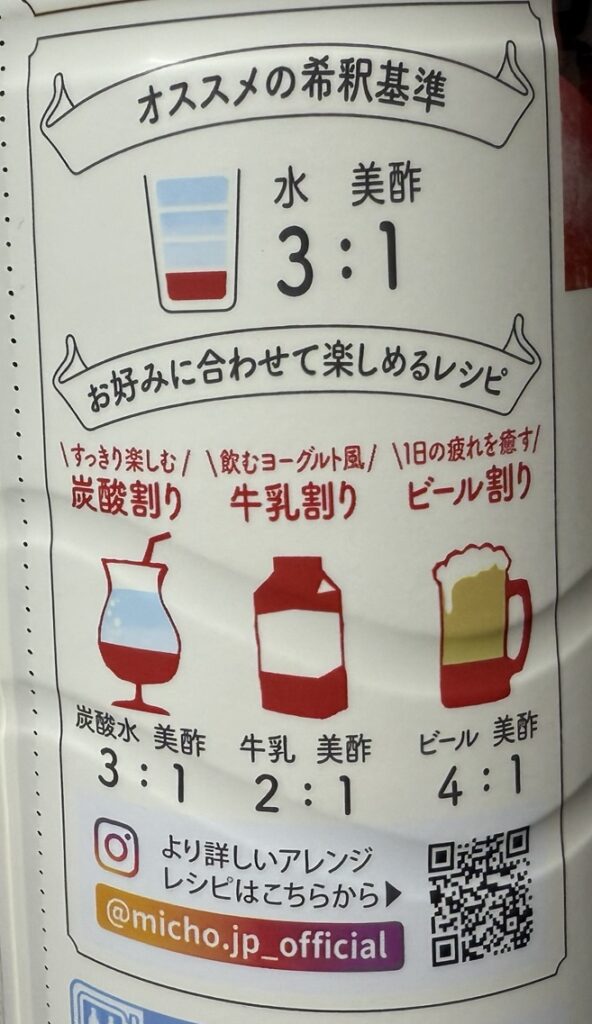 オススメの希釈基準
水 美酢
3:1
お好みに合わせて楽しめるレシピ
\すっきり楽しむ/ \飲むヨーグルト風/ \1日の疲れを癒す/
炭酸割り 牛乳割り ビール割り
炭酸水 美酢 牛乳 美酢 ビール 美酢
3:1 2:1 4:1
より詳しいアレンジ
レシピはこちらから▶
@micho.jp_official